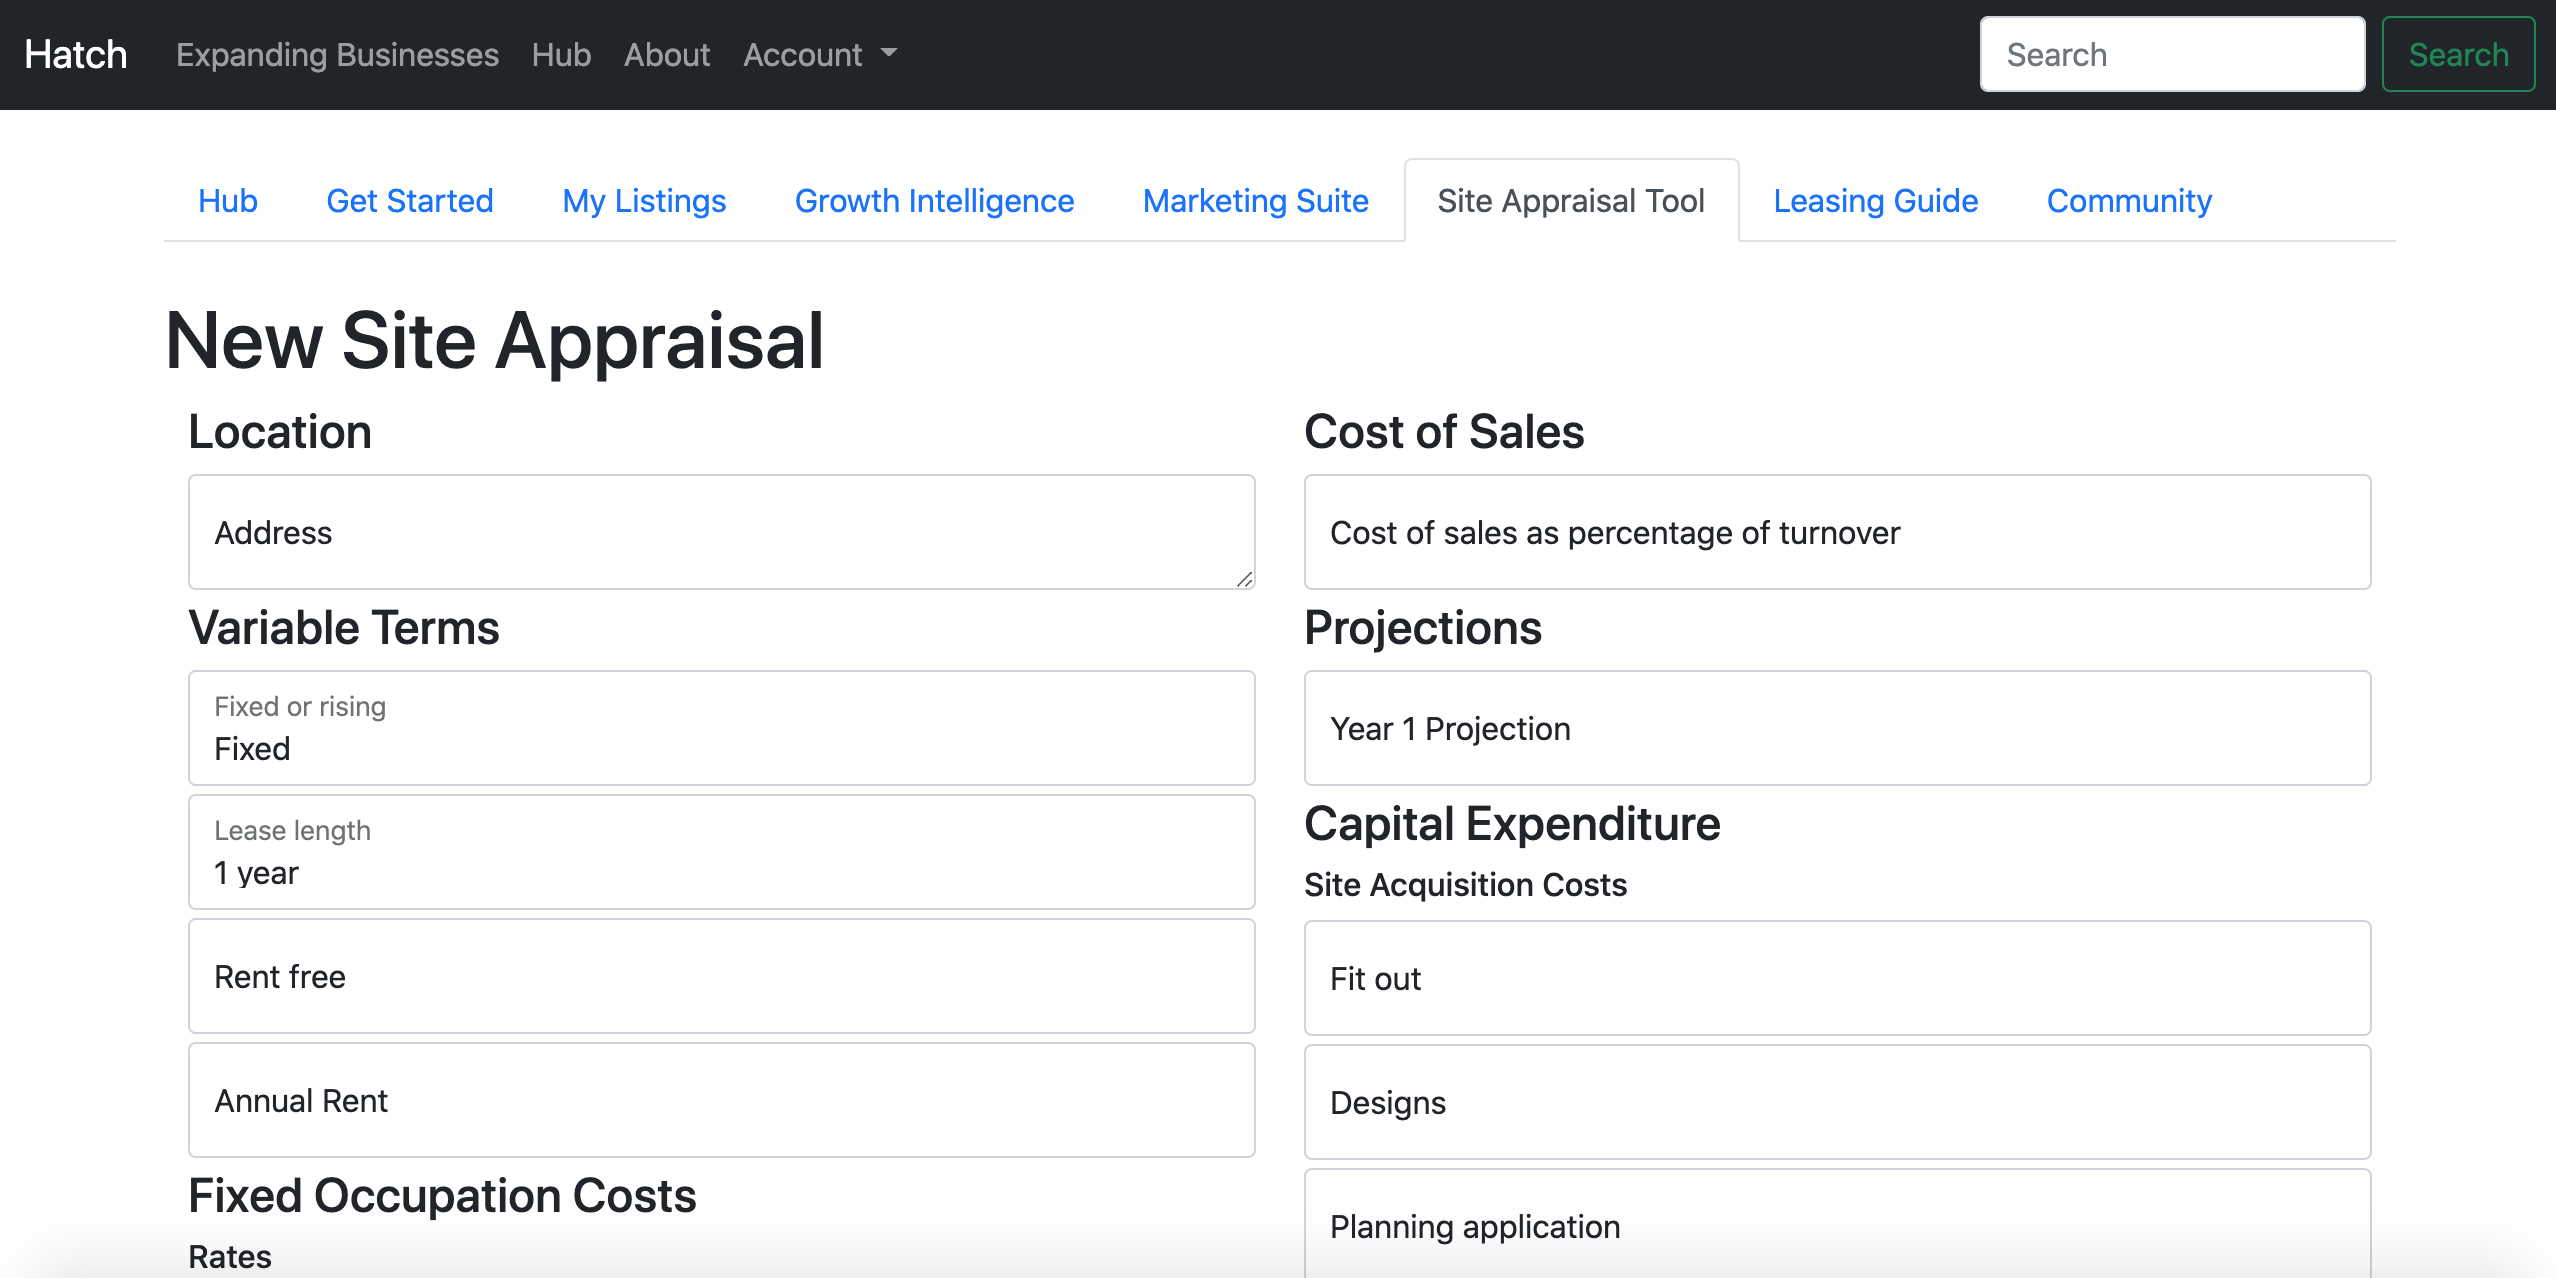 Hatch Expanding Businesses Hub About Account Search Search
Hub Get Started My Listings Growth Intelligence Marketing Suite Site Appraisal Tool Leasing Guide Community
New Site Appraisal
Location
Address
Variable Terms
Fixed or rising
Fixed
Lease length
1 year
Rent free
Annual Rent
Fixed Occupation Costs
Rates
Cost of Sales
Cost of sales as percentage of turnover
Projections
Year 1 Projection
Capital Expenditure
Site Acquisition Costs
Fit out
Designs
Planning application